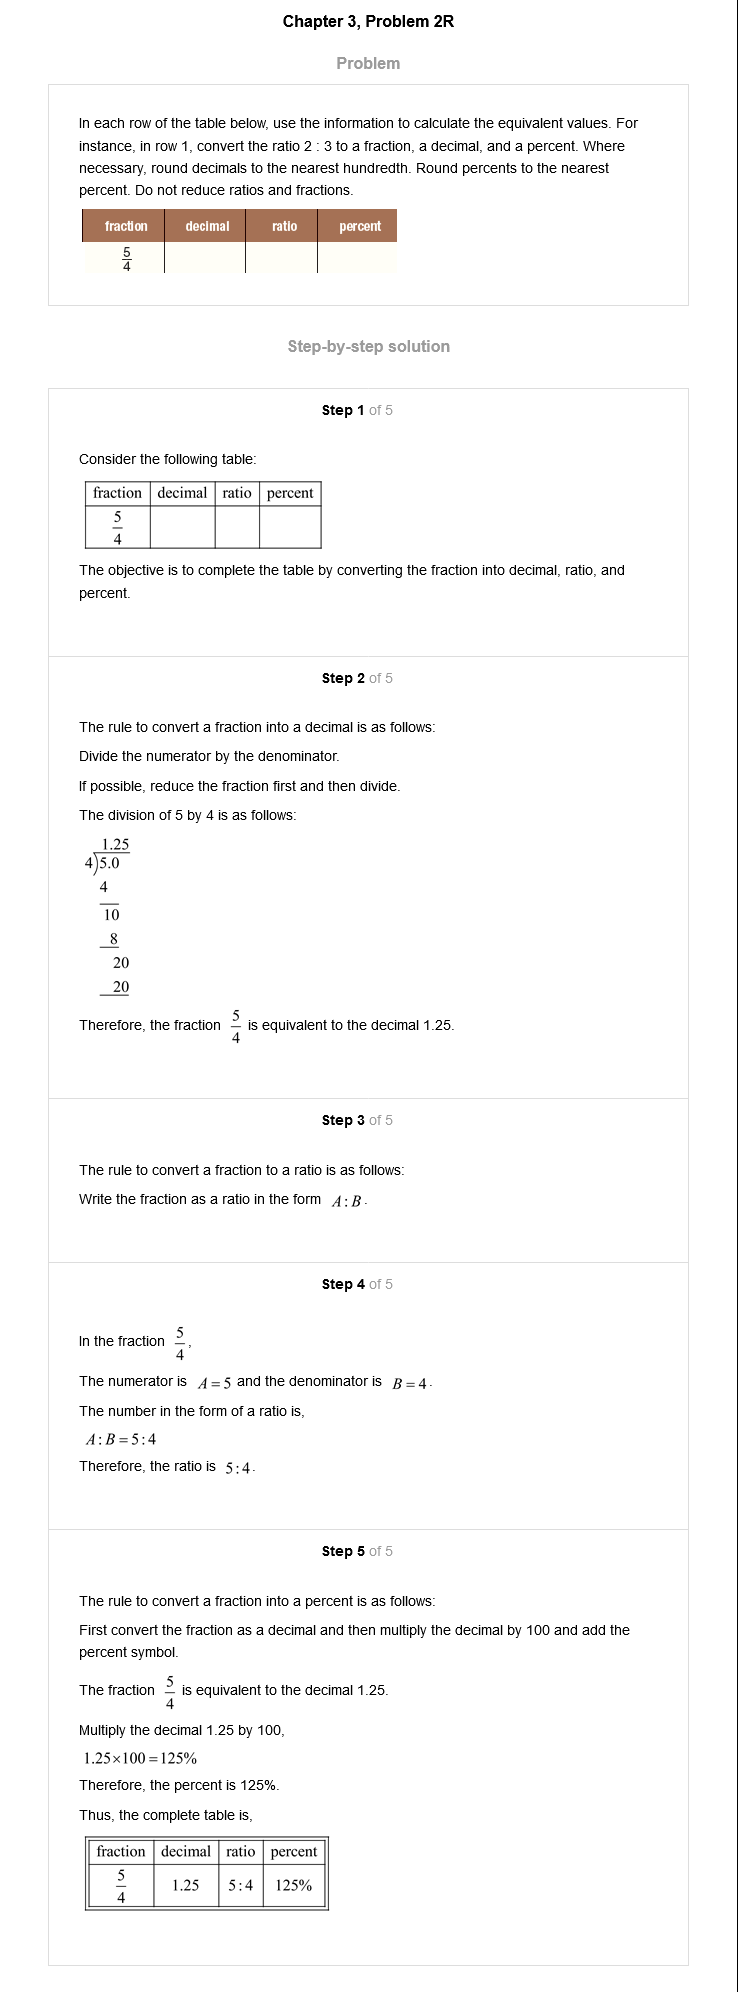 Chapter 3, Problem 2R
Problem
In each row of the table below, use the information to calculate the equivalent values. For
instance, in row 1, convert the ratio 2 : 3 to a fraction, a decimal, and a percent. Where
necessary, round decimals to the nearest hundredth. Round percents to the nearest
percent. Do not reduce ratios and fractions.
fraction decimal ratio percent
5/4
Step-by-step solution
Step 1 of 5
Consider the following table:
fraction decimal ratio percent
5/4
The objective is to complete the table by converting the fraction into decimal, ratio, and
percent.
Step 2 of 5
The rule to convert a fraction into a decimal is as follows:
Divide the numerator by the denominator.
If possible, reduce the fraction first and then divide.
The division of 5 by 4 is as follows:
1.25
4)5.0
4
10
8
20
20
Therefore, the fraction 5/4 is equivalent to the decimal 1.25.
Step 3 of 5
The rule to convert a fraction to a ratio is as follows:
Write the fraction as a ratio in the form A:B.
Step 4 of 5
In the fraction 5/4,
The numerator is A=5 and the denominator is B=4.
The number in the form of a ratio is,
A:B=5:4
Therefore, the ratio is 5:4.
Step 5 of 5
The rule to convert a fraction into a percent is as follows:
First convert the fraction as a decimal and then multiply the decimal by 100 and add the
percent symbol.
The fraction 5/4 is equivalent to the decimal 1.25.
Multiply the decimal 1.25 by 100,
1.25×100=125%
Therefore, the percent is 125%.
Thus, the complete table is,
fraction decimal ratio percent
5/4 1.25 5:4 125%